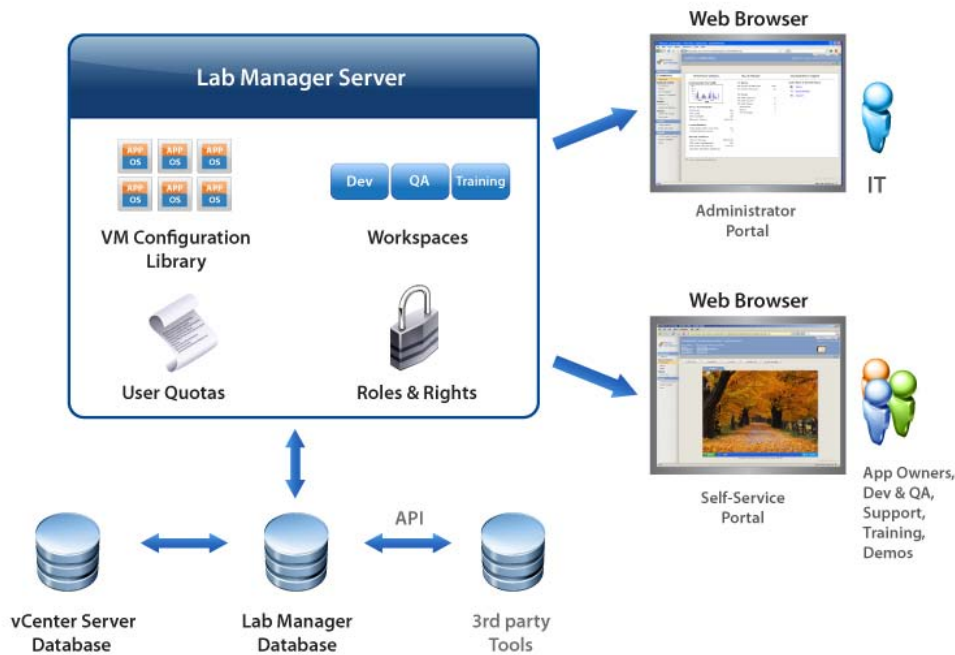 Web Browser
Lab Manager Server
APP APP APP
OS OS OS
APP APP APP
OS OS OS
Dev QA Training
VM Configuration
Library
Workspaces
User Quotas
Roles & Rights
Administrator
Portal
IT
Web Browser
Self-Service
Portal
App Owners,
Dev & QA,
Support,
Training,
Demos
API
vCenter Server
Database
Lab Manager
Database
3rd party
Tools